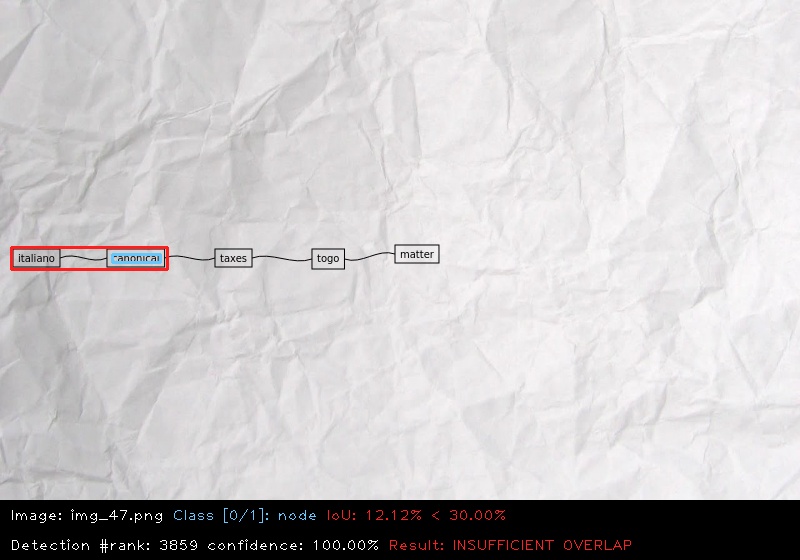 italiano canonical taxes togo matter
Image: img_47.png Class [0/1]: node IoU: 12.12% < 30.00%
Detection #rank: 3859 confidence: 100.00% Result: INSUFFICIENT OVERLAP